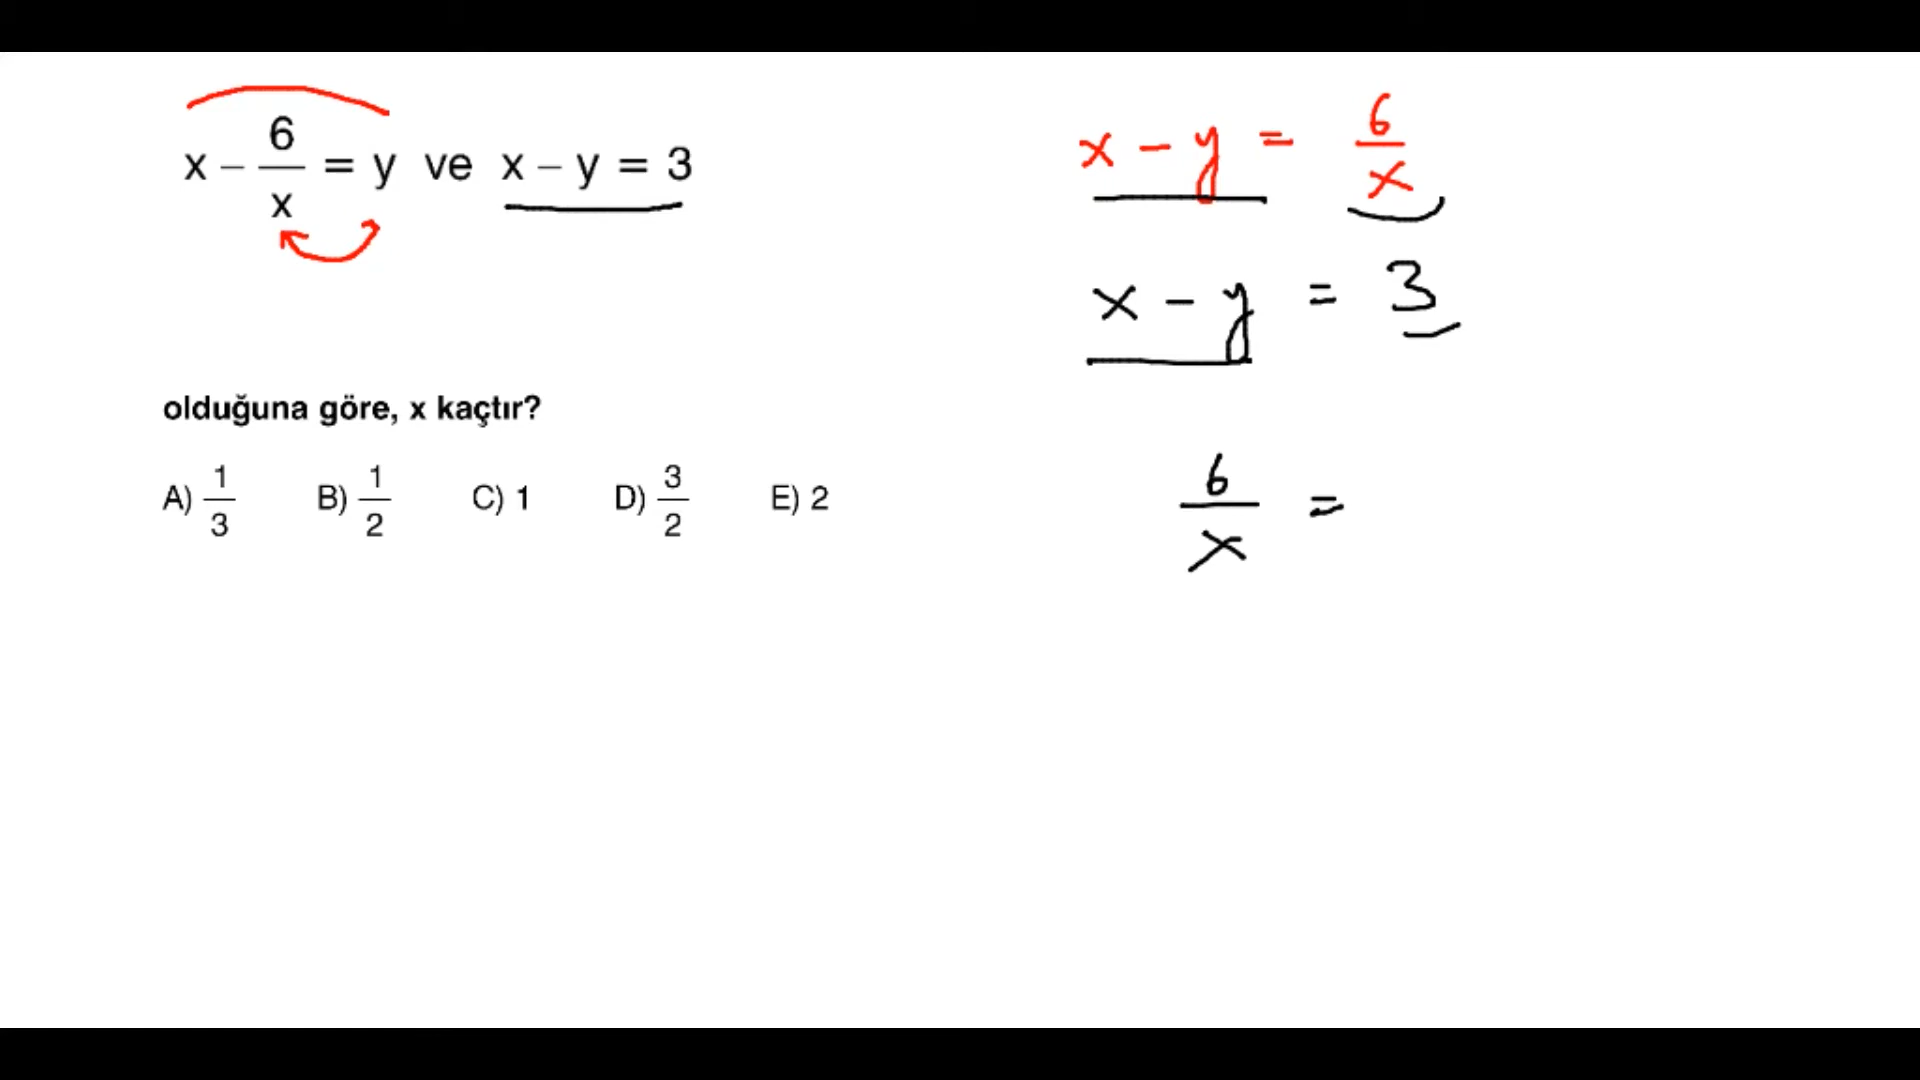 x − 6/x = y ve x − y = 3
olduğuna göre, x kaçtır?
A) 1/3 B) 1/2 C) 1 D) 3/2 E) 2
x − y = 6/x
x − y = 3
6/x =